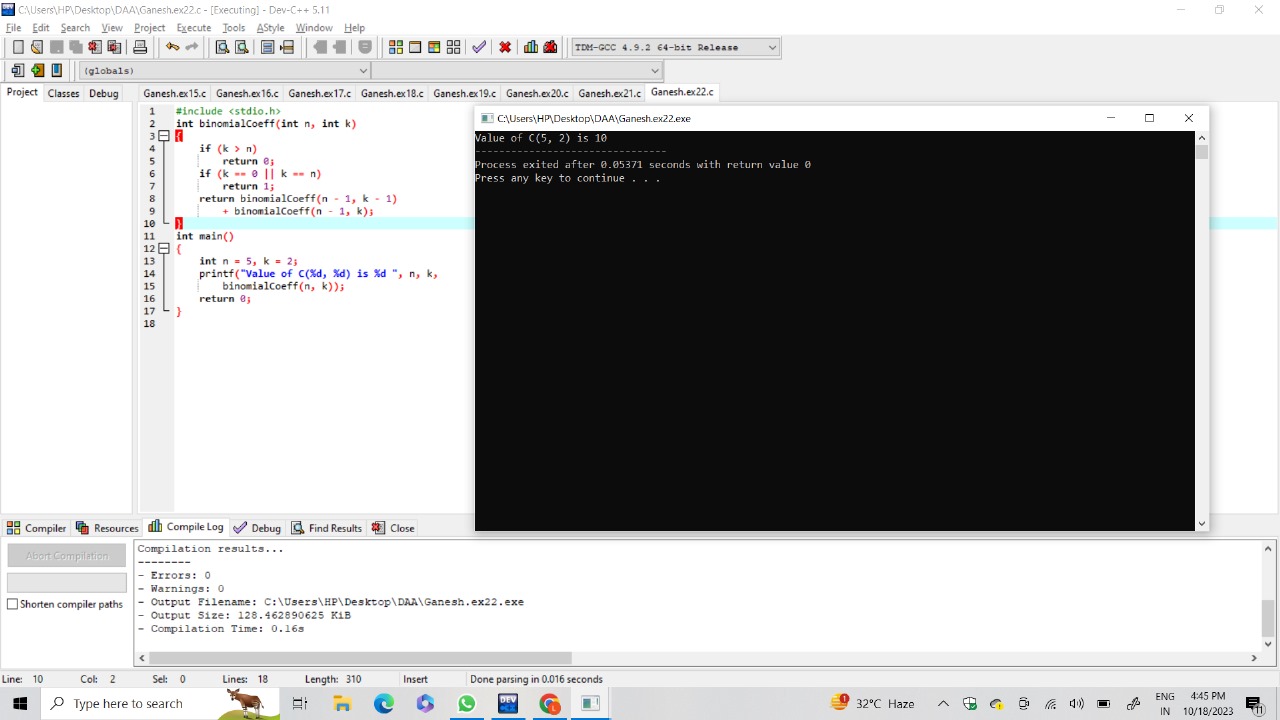 C:\Users\HP\Desktop\DAA\Ganesh.ex22.c - [Executing] - Dev-C++ 5.11
File Edit Search View Project Execute Tools AStyle Window Help
TDM-GCC 4.9.2 64-bit Release
(globals)
Project Classes Debug
Ganesh.ex15.c Ganesh.ex16.c Ganesh.ex17.c Ganesh.ex18.c Ganesh.ex19.c Ganesh.ex20.c Ganesh.ex21.c Ganesh.ex22.c
1 #include <stdio.h>
2 int binomialCoeff(int n, int k)
3 {
4 if (k > n)
5 return 0;
6 if (k == 0 || k == n)
7 return 1;
8 return binomialCoeff(n - 1, k - 1)
9 + binomialCoeff(n - 1, k);
10 }
11 int main()
12 {
13 int n = 5, k = 2;
14 printf("Value of C(%d, %d) is %d ", n, k,
15 binomialCoeff(n, k));
16 return 0;
17 }
18
C:\Users\HP\Desktop\DAA\Ganesh.ex22.exe
Value of C(5, 2) is 10
--------------------------------
Process exited after 0.05371 seconds with return value 0
Press any key to continue . . .
Compiler Resources Compile Log Debug Find Results Close
Abort Compilation
Shorten compiler paths
Compilation results...
--------
- Errors: 0
- Warnings: 0
- Output Filename: C:\Users\HP\Desktop\DAA\Ganesh.ex22.exe
- Output Size: 128.462890625 KiB
- Compilation Time: 0.16s
Line: 10 Col: 2 Sel: 0 Lines: 18 Length: 310 Insert Done parsing in 0.016 seconds
Type here to search
DEV
L
1
32°C Haze
ENG
IN
4:45 PM
10/18/2023
11